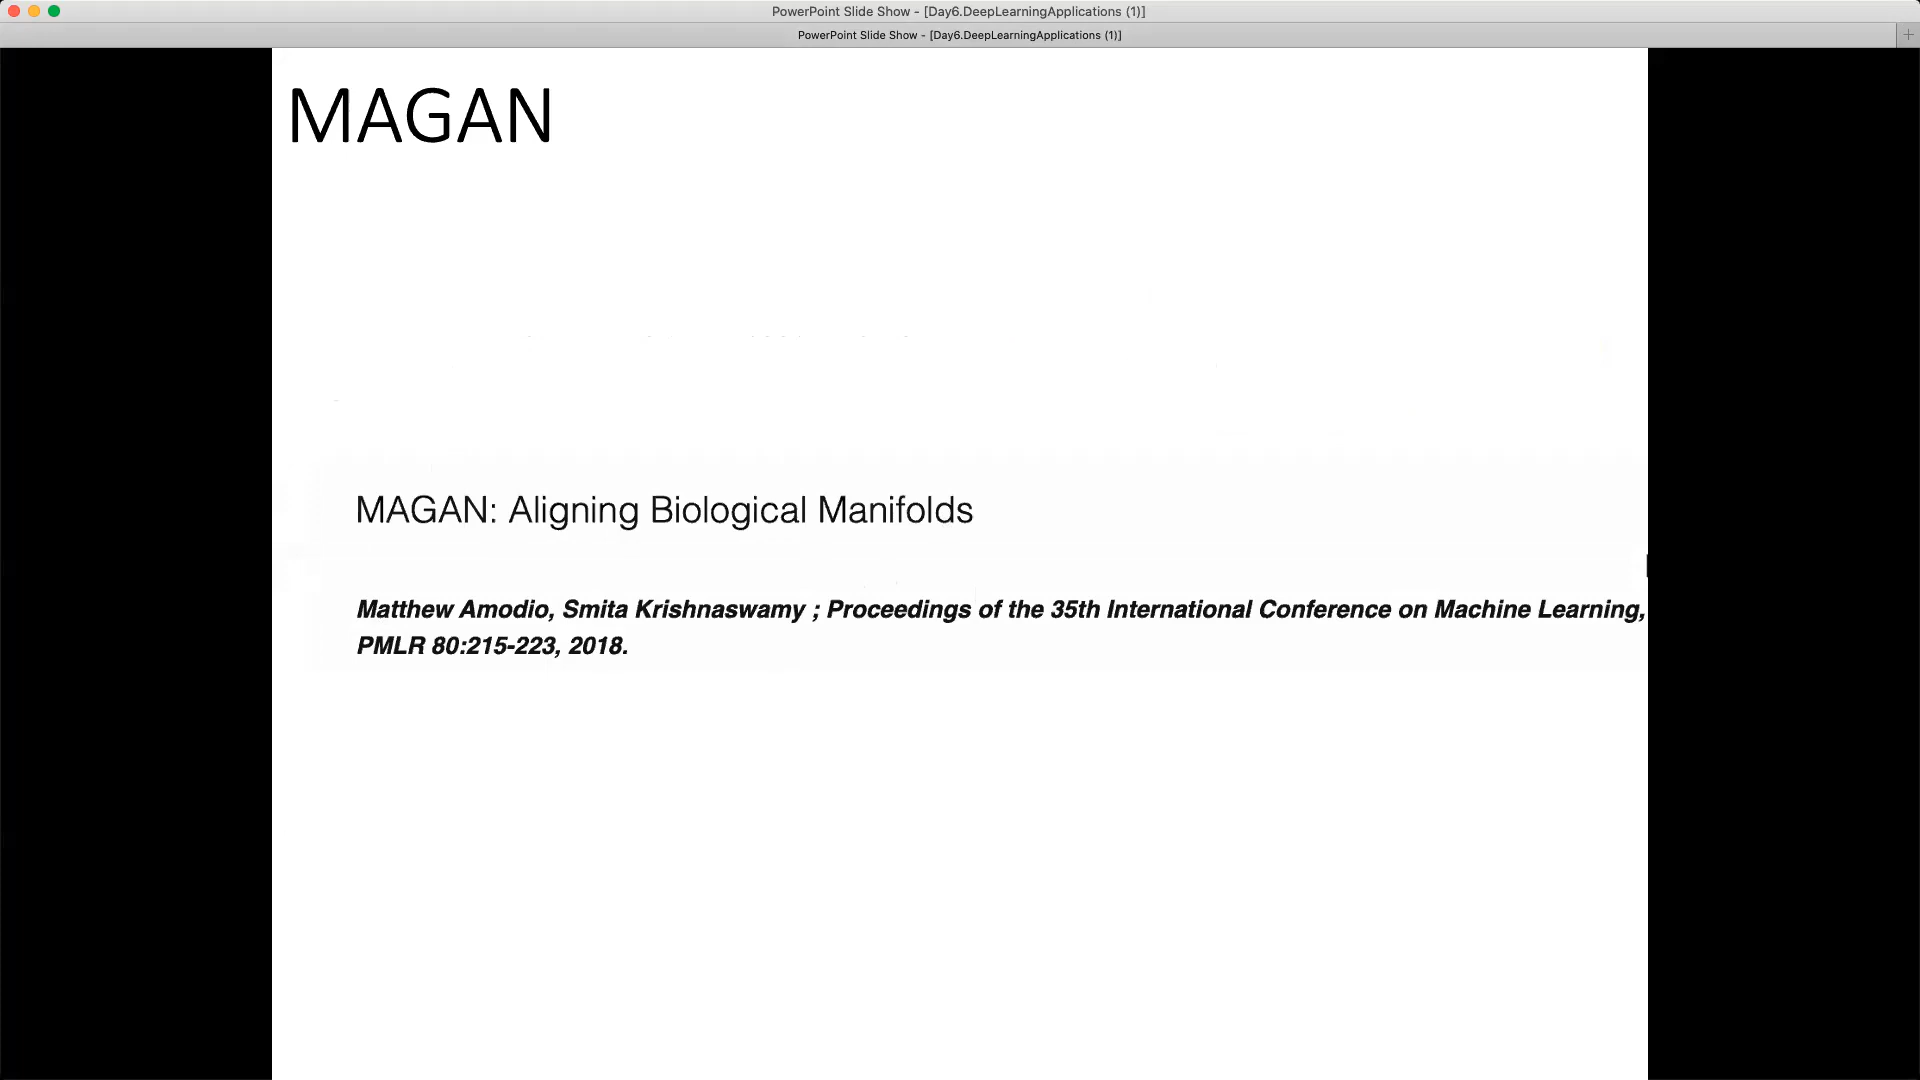 PowerPoint Slide Show - [Day6.DeepLearningApplications (1)]
PowerPoint Slide Show - [Day6.DeepLearningApplications (1)]
MAGAN
MAGAN: Aligning Biological Manifolds
Matthew Amodio, Smita Krishnaswamy ; Proceedings of the 35th International Conference on Machine Learning,
PMLR 80:215-223, 2018.